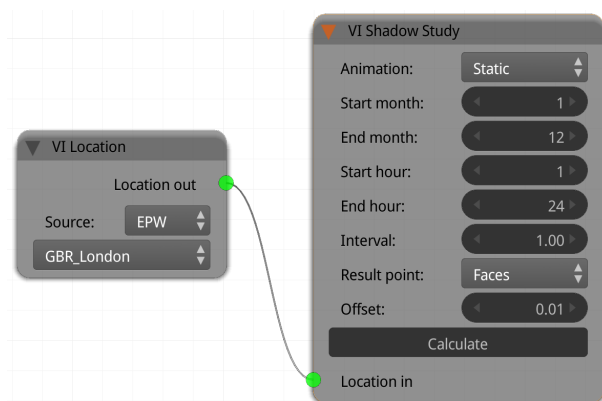 VI Location
Location out
Source: EPW
GBR_London
VI Shadow Study
Animation: Static
Start month: 1
End month: 12
Start hour: 1
End hour: 24
Interval: 1.00
Result point: Faces
Offset: 0.01
Calculate
Location in